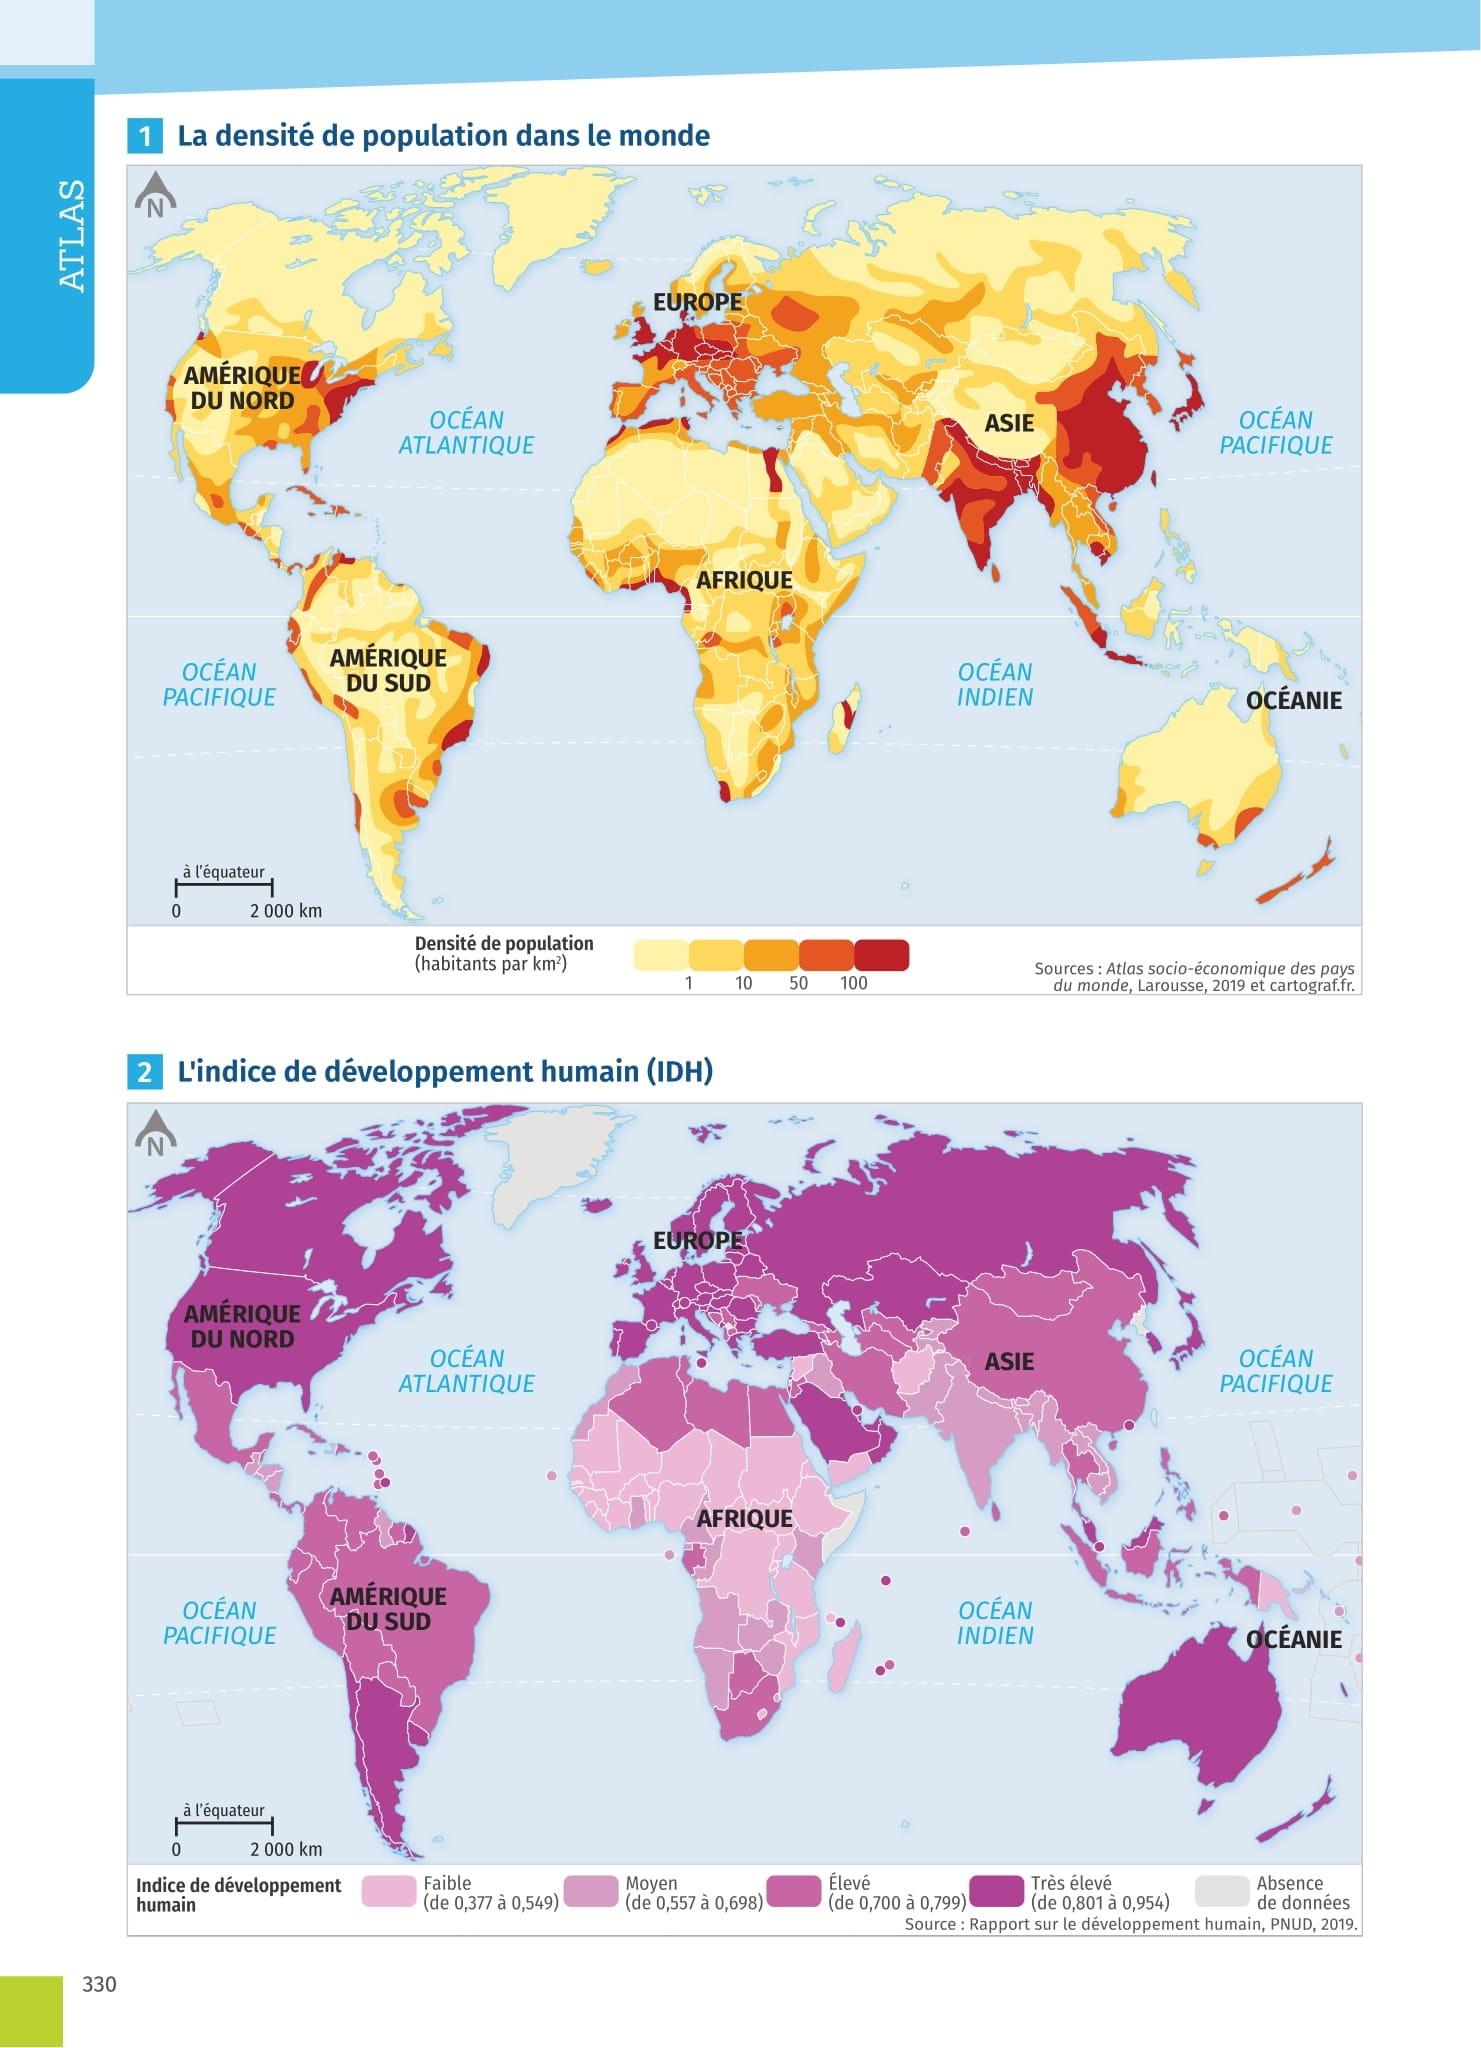 ATLAS
1 La densité de population dans le monde
N
EUROPE
AMÉRIQUE
DU NORD
OCÉAN
ATLANTIQUE
ASIE
OCÉAN
PACIFIQUE
AFRIQUE
AMÉRIQUE
DU SUD
OCÉAN
PACIFIQUE
OCÉAN
INDIEN
OCÉANIE
à l'équateur
0 2 000 km
Densité de population
(habitants par km²)
1 10 50 100
Sources : Atlas socio-économique des pays
du monde, Larousse, 2019 et cartograf.fr.
2 L'indice de développement humain (IDH)
N
EUROPE
AMÉRIQUE
DU NORD
OCÉAN
ATLANTIQUE
ASIE
OCÉAN
PACIFIQUE
AFRIQUE
AMÉRIQUE
DU SUD
OCÉAN
PACIFIQUE
OCÉAN
INDIEN
OCÉANIE
à l'équateur
0 2 000 km
Indice de développement
humain
Faible
(de 0,377 à 0,549)
Moyen
(de 0,557 à 0,698)
Élevé
(de 0,700 à 0,799)
Très élevé
(de 0,801 à 0,954)
Absence
de données
Source : Rapport sur le développement humain, PNUD, 2019.
330